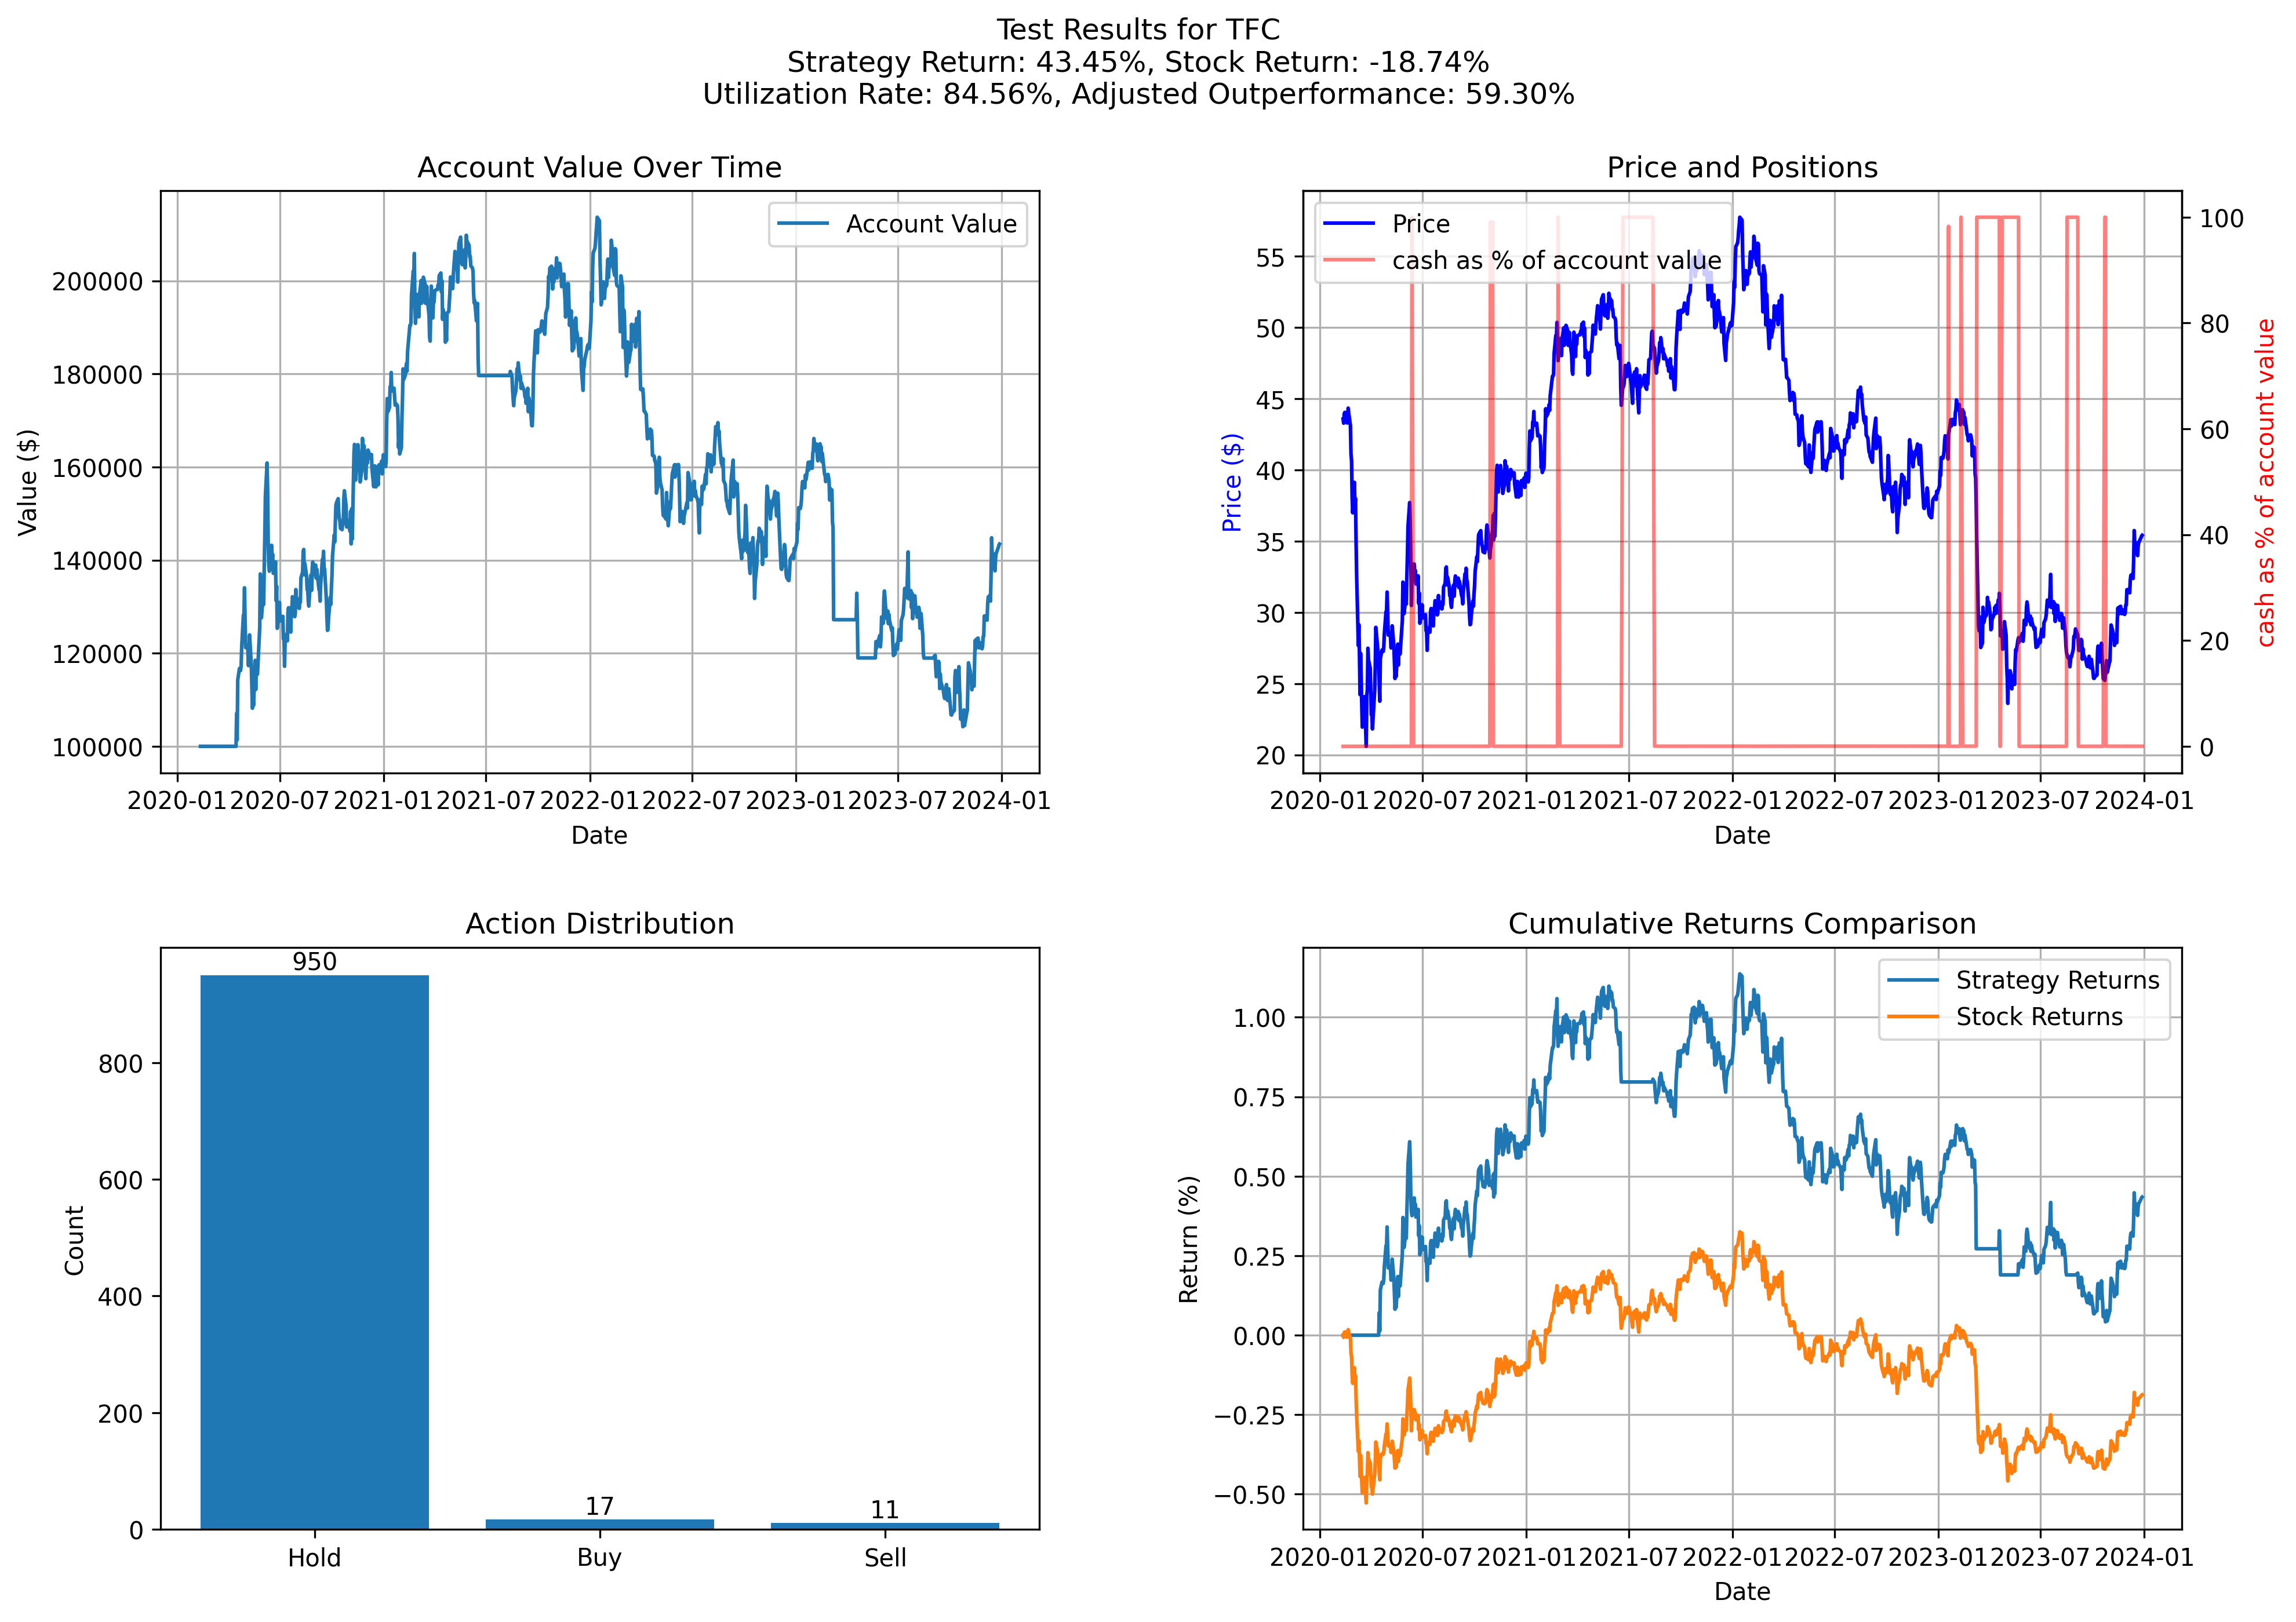 Test Results for TFC
Strategy Return: 43.45%, Stock Return: -18.74%
Utilization Rate: 84.56%, Adjusted Outperformance: 59.30%
Account Value Over Time
Account Value
Value ($)
200000
180000
160000
140000
120000
100000
2020-01 2020-07 2021-01 2021-07 2022-01 2022-07 2023-01 2023-07 2024-01
Date
Price and Positions
Price
cash as % of account value
Price ($)
55
50
45
40
35
30
25
20
100
80
60
40
20
0
cash as % of account value
2020-01 2020-07 2021-01 2021-07 2022-01 2022-07 2023-01 2023-07 2024-01
Date
Action Distribution
Count
800
600
400
200
0
950
17
11
Hold Buy Sell
Cumulative Returns Comparison
Strategy Returns
Stock Returns
Return (%)
1.00
0.75
0.50
0.25
0.00
−0.25
−0.50
2020-01 2020-07 2021-01 2021-07 2022-01 2022-07 2023-01 2023-07 2024-01
Date